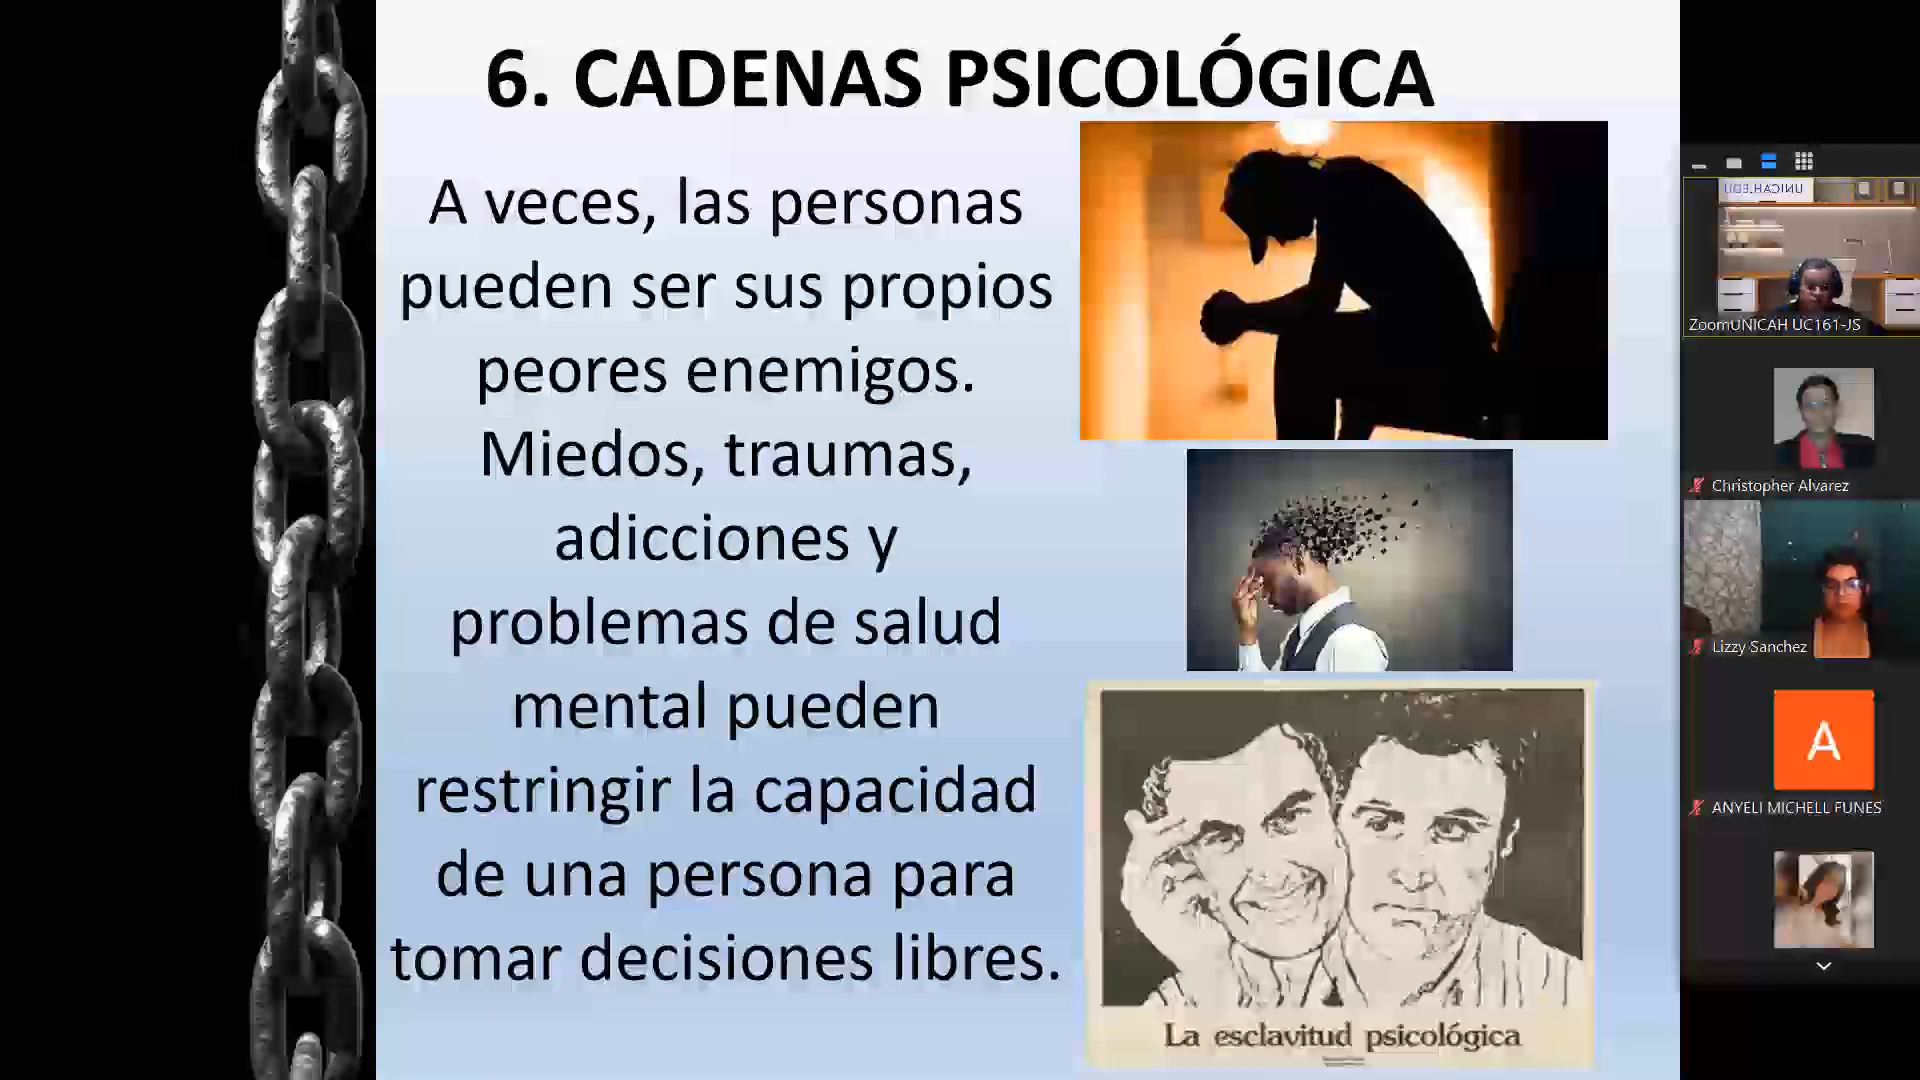 6. CADENAS PSICOLÓGICA
A veces, las personas
pueden ser sus propios
peores enemigos.
Miedos, traumas,
adicciones y
problemas de salud
mental pueden
restringir la capacidad
de una persona para
tomar decisiones libres.
La esclavitud psicológica
UNICAH.EDU
ZoomUNICAH UC161-JS
Christopher Alvarez
Lizzy Sanchez
A
ANYELI MICHELL FUNES